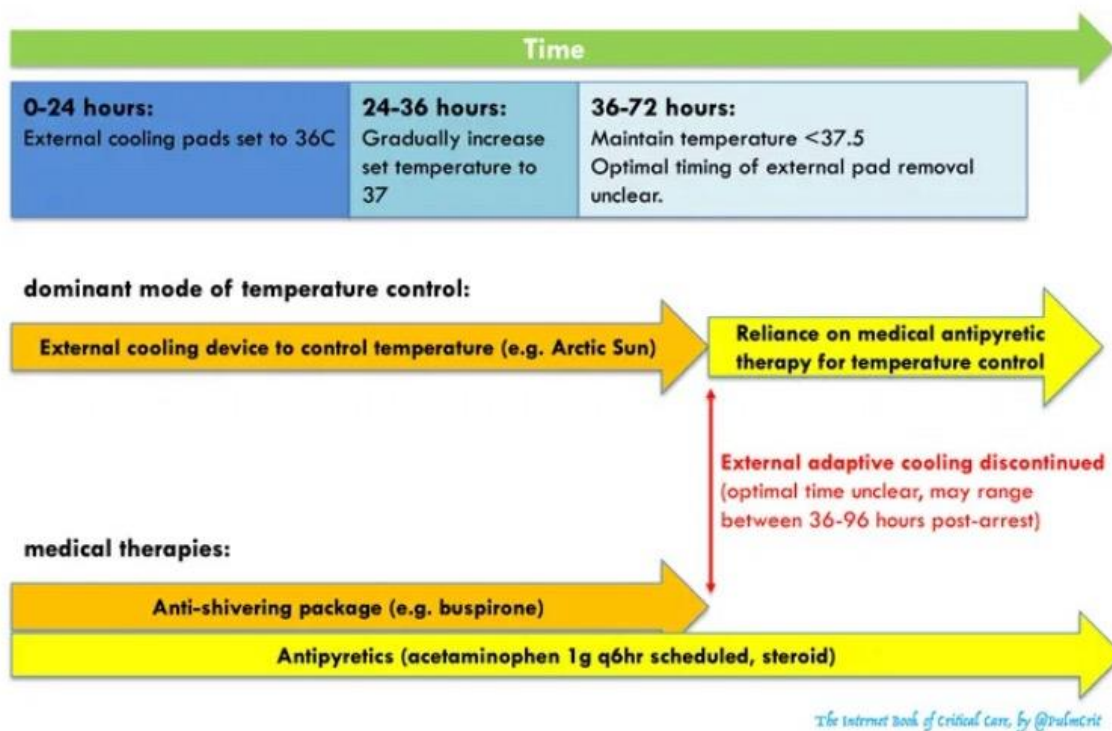 Time
0-24 hours:
External cooling pads set to 36C
24-36 hours:
Gradually increase
set temperature to
37
36-72 hours:
Maintain temperature <37.5
Optimal timing of external pad removal
unclear.
dominant mode of temperature control:
External cooling device to control temperature (e.g. Arctic Sun)
Reliance on medical antipyretic
therapy for temperature control
External adaptive cooling discontinued
(optimal time unclear, may range
between 36-96 hours post-arrest)
medical therapies:
Anti-shivering package (e.g. buspirone)
Antipyretics (acetaminophen 1g q6hr scheduled, steroid)
The Internet Book of Critical Care, by @PulmCrit